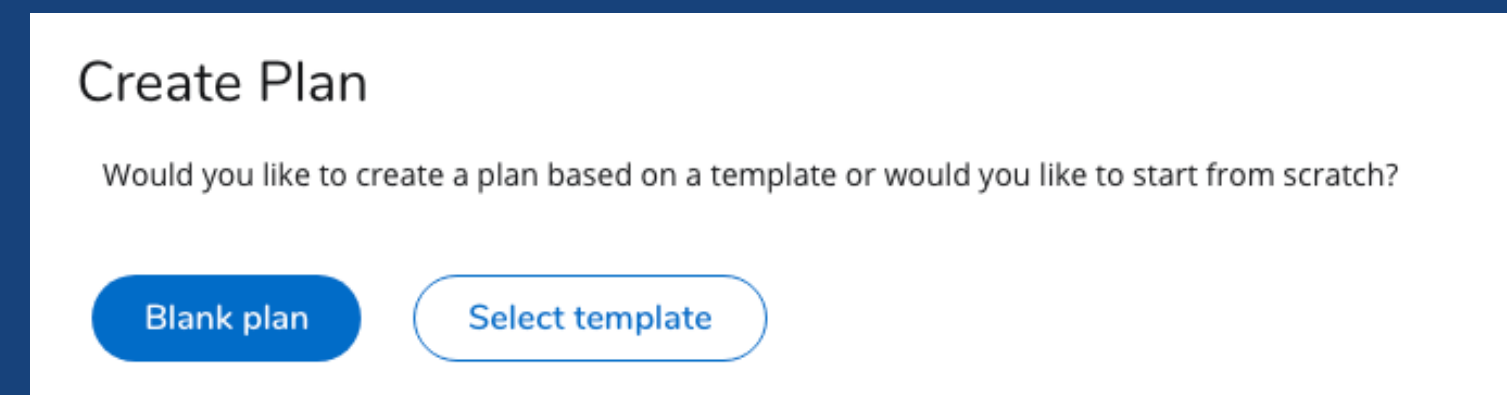 Create Plan
Would you like to create a plan based on a template or would you like to start from scratch?
Blank plan
Select template